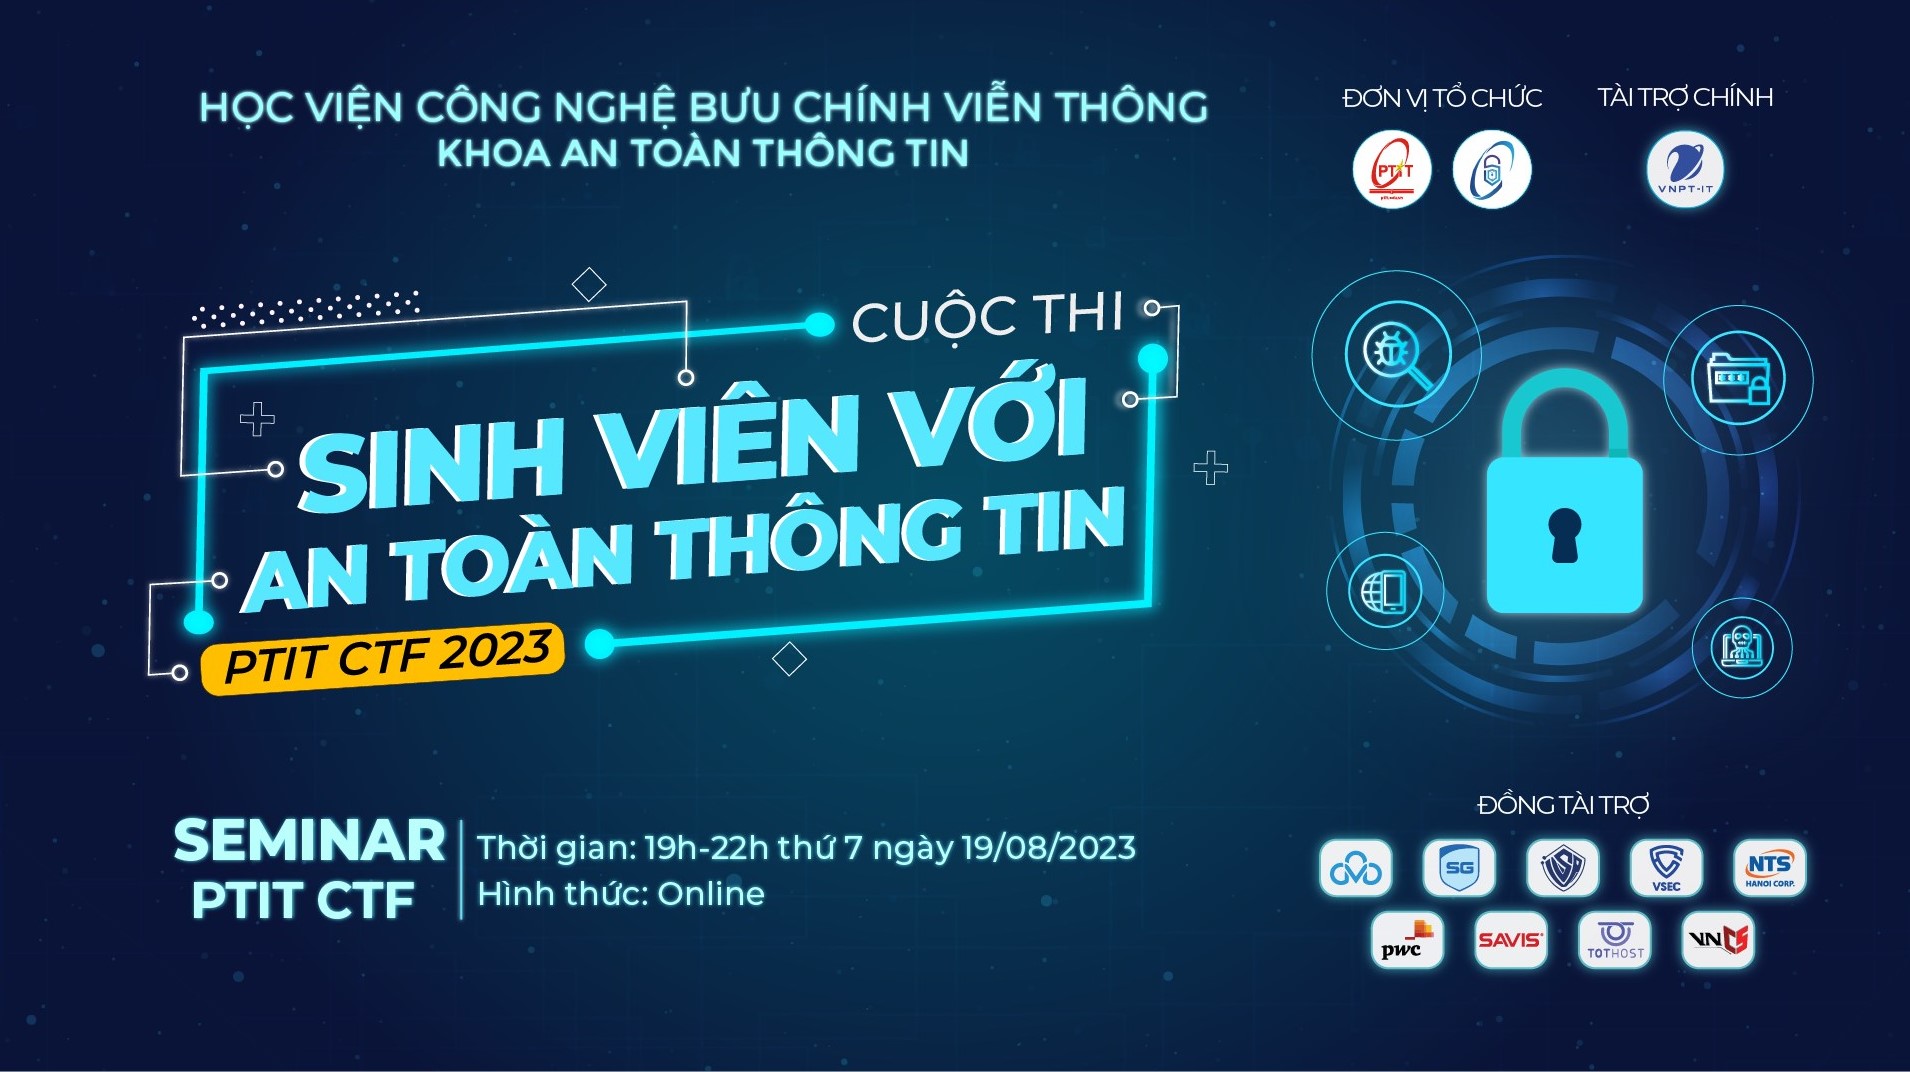 HỌC VIỆN CÔNG NGHỆ BƯU CHÍNH VIỄN THÔNG
KHOA AN TOÀN THÔNG TIN
ĐƠN VỊ TỔ CHỨC
TÀI TRỢ CHÍNH
PTIT
VNPT-IT
CUỘC THI
SINH VIÊN VỚI
AN TOÀN THÔNG TIN
PTIT CTF 2023
SEMINAR
PTIT CTF
Thời gian: 19h-22h thứ 7 ngày 19/08/2023
Hình thức: Online
ĐỒNG TÀI TRỢ
SG
VSEC
NTS
HANOI CORP.
pwc
SAVIS
TOTHOST
VNCS